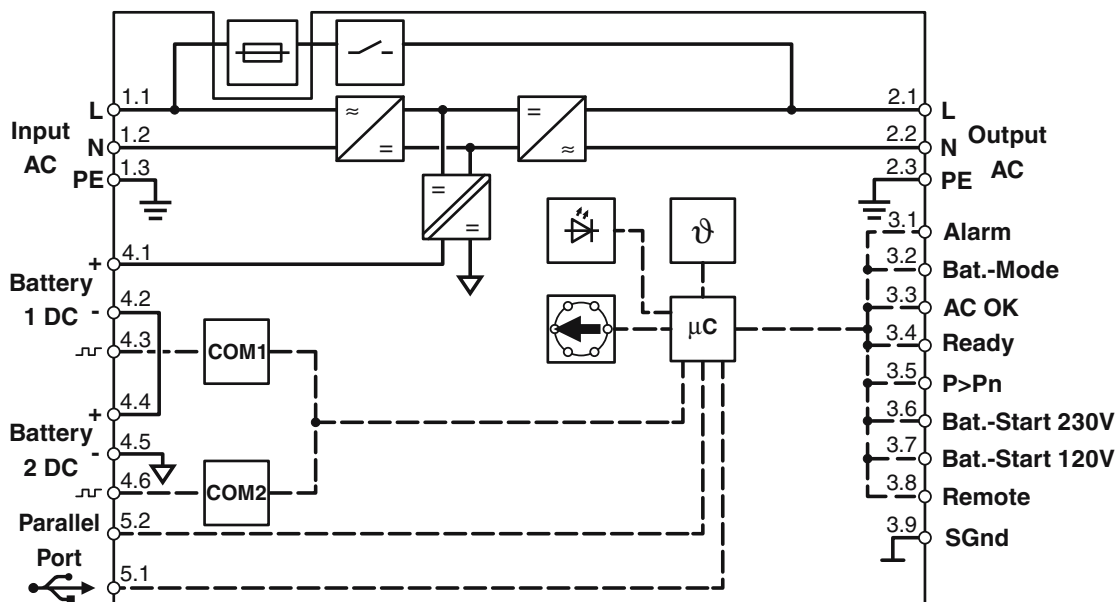 L
1.1
2.1
L
Input
AC
N
1.2
2.2
N
Output
AC
PE
1.3
2.3
PE
≈
=
=
≈
=
=
ϑ
µC
3.1
Alarm
3.2
Bat.-Mode
3.3
AC OK
3.4
Ready
3.5
P>Pn
3.6
Bat.-Start 230V
3.7
Bat.-Start 120V
3.8
Remote
3.9
SGnd
+
4.1
Battery
1 DC
-
4.2
4.3
COM1
+
4.4
Battery
2 DC
-
4.5
4.6
COM2
Parallel
Port
5.2
5.1